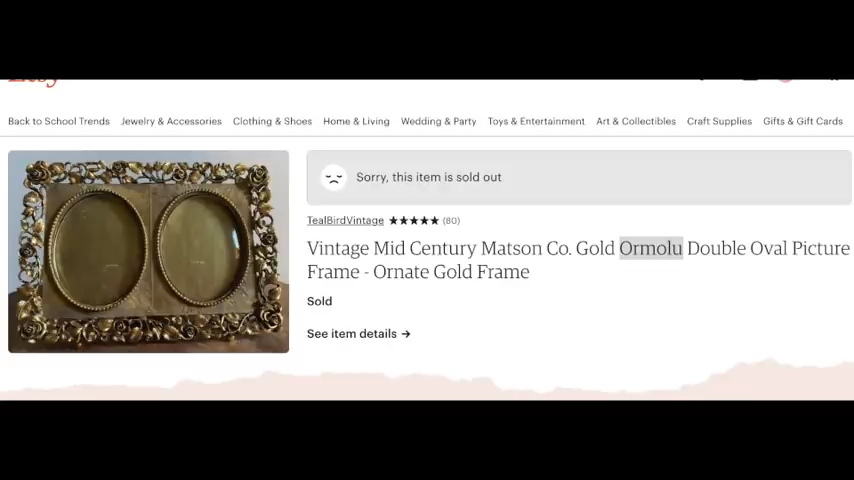 Etsy
Back to School Trends Jewelry & Accessories Clothing & Shoes Home & Living Wedding & Party Toys & Entertainment Art & Collectibles Craft Supplies Gifts & Gift Cards
Sorry, this item is sold out
TealBirdVintage ★★★★★ (80)
Vintage Mid Century Matson Co. Gold Ormolu Double Oval Picture
Frame - Ornate Gold Frame
Sold
See item details →